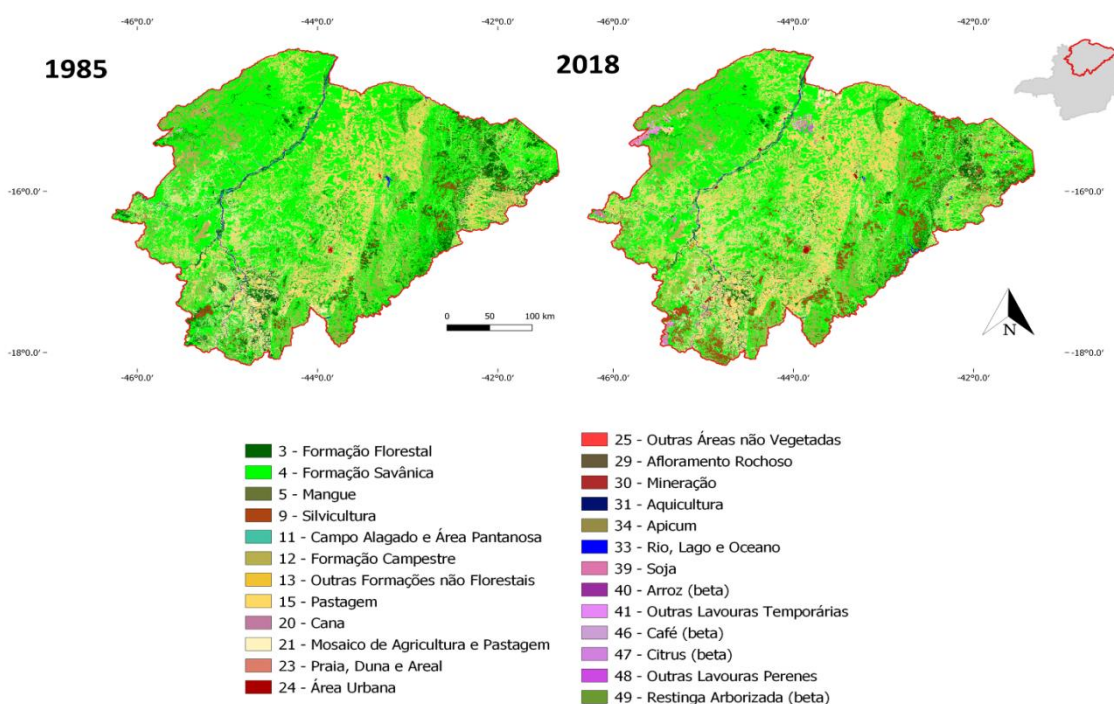 -46°0.0'
-44°0.0'
-42°0.0'
-46°0.0'
-44°0.0'
-42°0.0'
1985
2018
-16°0.0'
-16°0.0'
0 50 100 km
N
-18°0.0'
-18°0.0'
-46°0.0'
-44°0.0'
-42°0.0'
-46°0.0'
-44°0.0'
-42°0.0'
3 - Formação Florestal
4 - Formação Savânica
5 - Mangue
9 - Silvicultura
11 - Campo Alagado e Área Pantanosa
12 - Formação Campestre
13 - Outras Formações não Florestais
15 - Pastagem
20 - Cana
21 - Mosaico de Agricultura e Pastagem
23 - Praia, Duna e Areal
24 - Área Urbana
25 - Outras Áreas não Vegetadas
29 - Afloramento Rochoso
30 - Mineração
31 - Aquicultura
34 - Apicum
33 - Rio, Lago e Oceano
39 - Soja
40 - Arroz (beta)
41 - Outras Lavouras Temporárias
46 - Café (beta)
47 - Citrus (beta)
48 - Outras Lavouras Perenes
49 - Restinga Arborizada (beta)